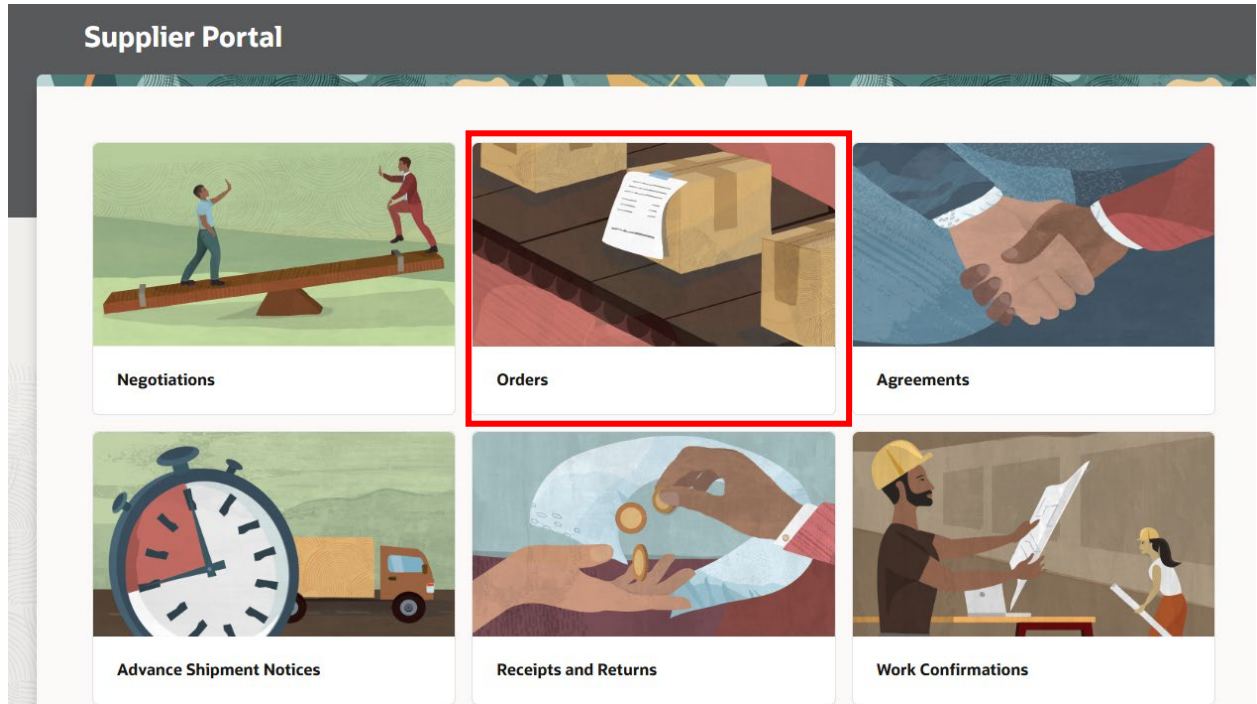 Supplier Portal
Negotiations
Orders
Agreements
Advance Shipment Notices
Receipts and Returns
Work Confirmations